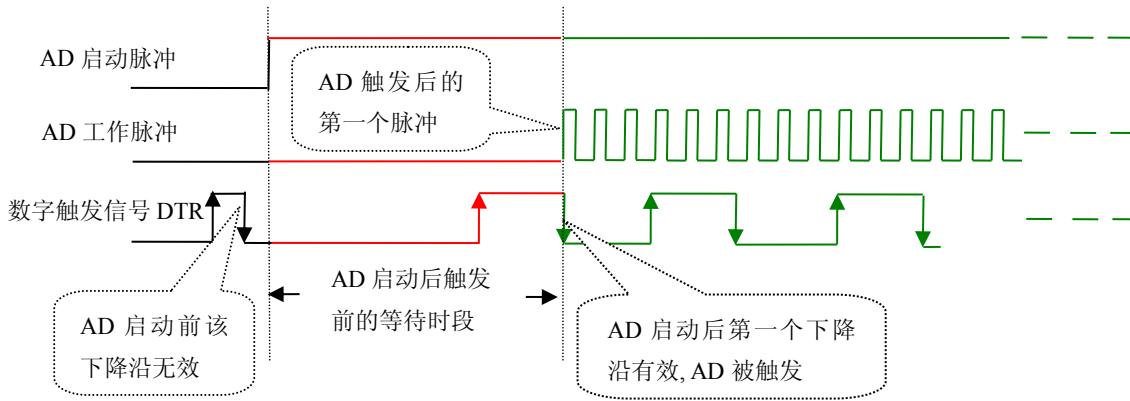 AD 启动脉冲
AD 触发后的
第一个脉冲
AD 工作脉冲
数字触发信号 DTR
AD 启动后触发
前的等待时段
AD 启动前该
下降沿无效
AD 启动后第一个下降
沿有效, AD 被触发